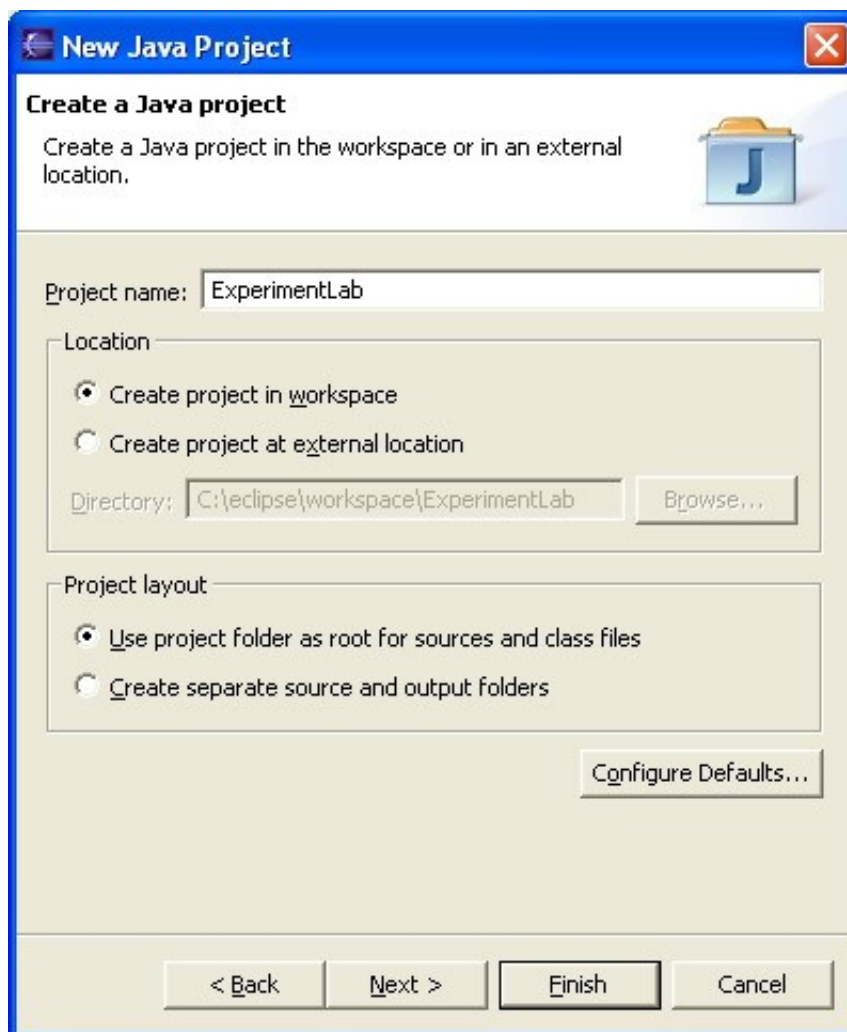 New Java Project
Create a Java project
Create a Java project in the workspace or in an external
location.
J
Project name: ExperimentLab
Location
Create project in workspace
Create project at external location
Directory: C:\eclipse\workspace\ExperimentLab Browse...
Project layout
Use project folder as root for sources and class files
Create separate source and output folders
Configure Defaults...
< Back Next > Finish Cancel